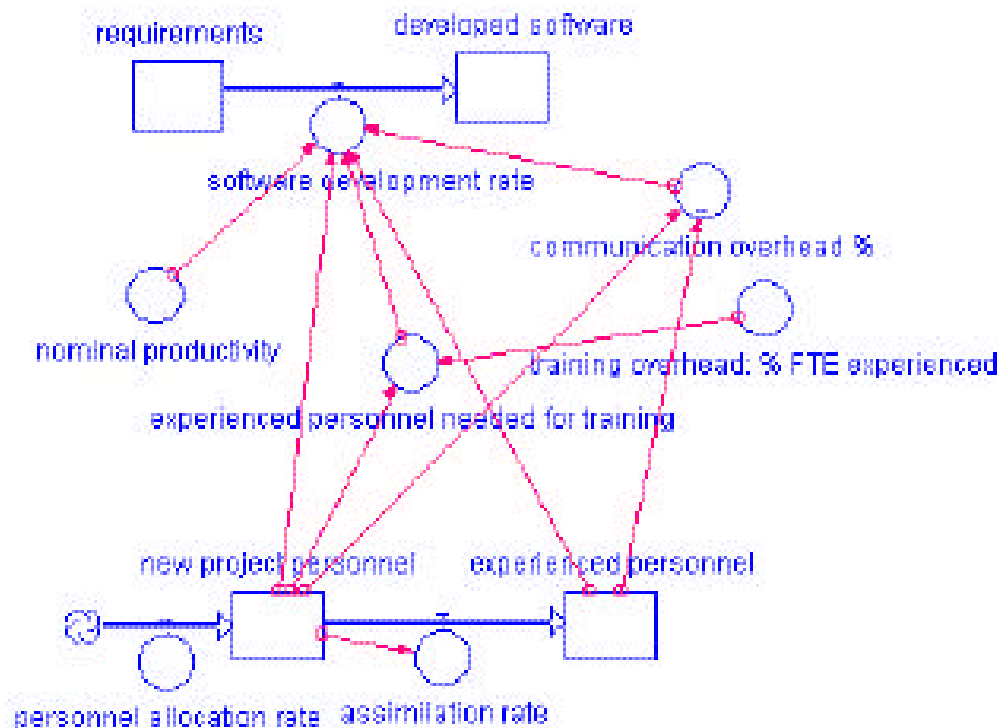 requirements
developed software
software development rate
communication overhead %
nominal productivity
training overhead: % FTE experienced
experienced personnel needed for training
new project personnel
experienced personnel
personnel allocation rate
assimilation rate